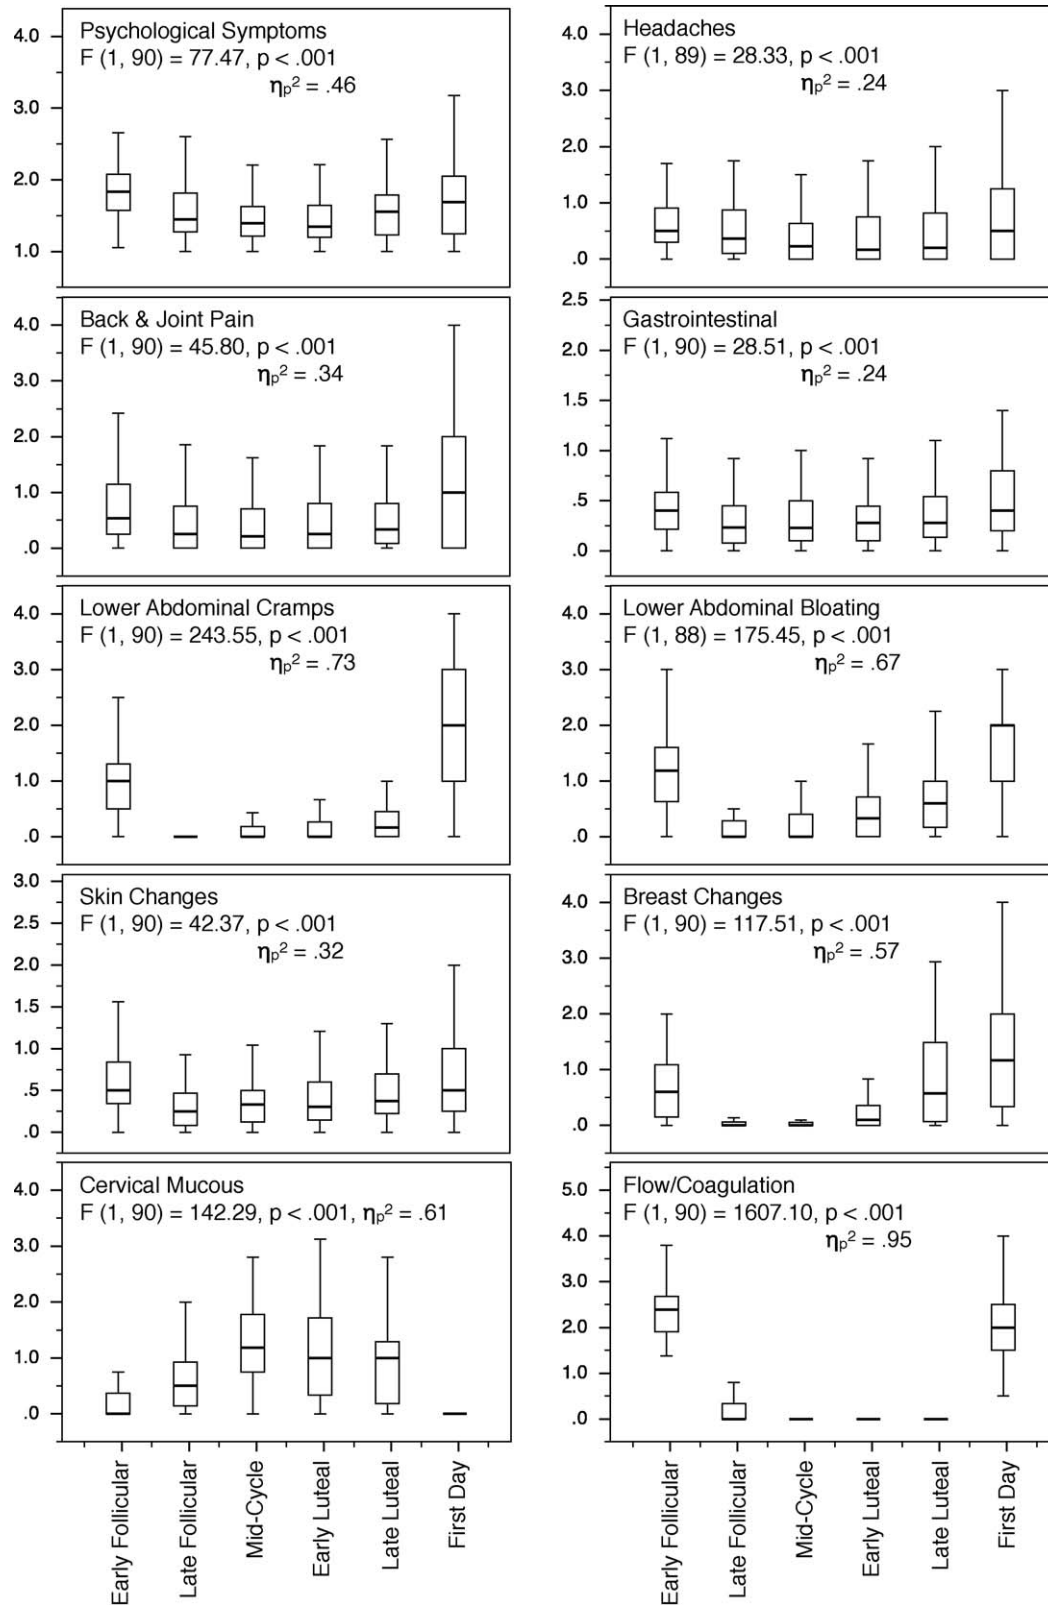 Psychological Symptoms
F (1, 90) = 77.47, p < .001
ηp² = .46
4.0
3.0
2.0
1.0
Headaches
F (1, 89) = 28.33, p < .001
ηp² = .24
4.0
3.0
2.0
1.0
.0
Back & Joint Pain
F (1, 90) = 45.80, p < .001
ηp² = .34
4.0
3.0
2.0
1.0
.0
Gastrointestinal
F (1, 90) = 28.51, p < .001
ηp² = .24
2.5
2.0
1.5
1.0
.5
.0
Lower Abdominal Cramps
F (1, 90) = 243.55, p < .001
ηp² = .73
4.0
3.0
2.0
1.0
.0
Lower Abdominal Bloating
F (1, 88) = 175.45, p < .001
ηp² = .67
4.0
3.0
2.0
1.0
.0
Skin Changes
F (1, 90) = 42.37, p < .001
ηp² = .32
3.0
2.5
2.0
1.5
1.0
.5
.0
Breast Changes
F (1, 90) = 117.51, p < .001
ηp² = .57
4.0
3.0
2.0
1.0
.0
Cervical Mucous
F (1, 90) = 142.29, p < .001, ηp² = .61
4.0
3.0
2.0
1.0
.0
Flow/Coagulation
F (1, 90) = 1607.10, p < .001
ηp² = .95
5.0
4.0
3.0
2.0
1.0
.0
Early Follicular
Late Follicular
Mid-Cycle
Early Luteal
Late Luteal
First Day
Early Follicular
Late Follicular
Mid-Cycle
Early Luteal
Late Liuteal
First Day